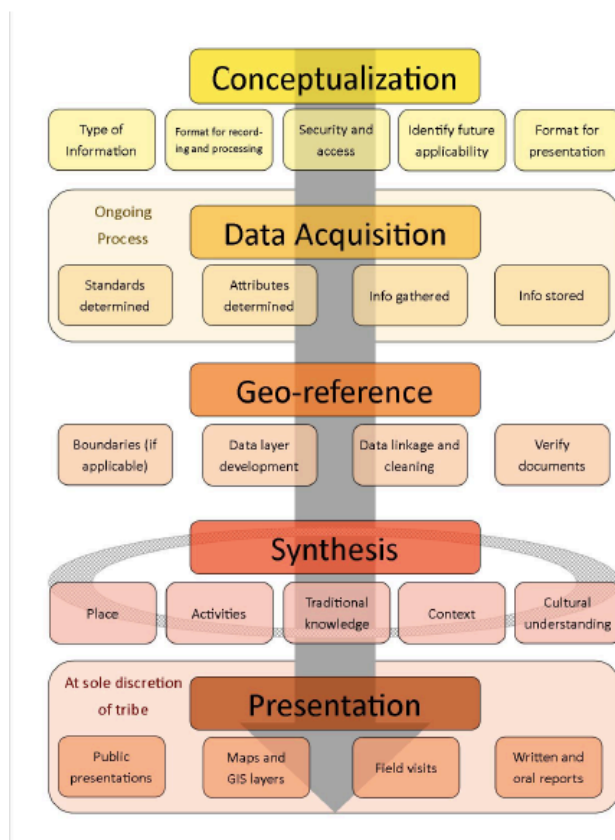 Conceptualization
Type of
Information
Format for record-
ing and processing
Security and
access
Identify future
applicability
Format for
presentation
Ongoing
Process
Data Acquisition
Standards
determined
Attributes
determined
Info gathered
Info stored
Geo-reference
Boundaries (if
applicable)
Data layer
development
Data linkage and
cleaning
Verify
documents
Synthesis
Place
Activities
Traditional
knowledge
Context
Cultural
understanding
At sole discretion
of tribe
Presentation
Public
presentations
Maps and
GIS layers
Field visits
Written and
oral reports